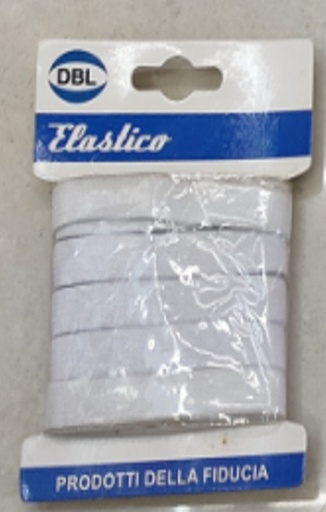 DBL
Elastico
PRODOTTI DELLA FIDUCIA